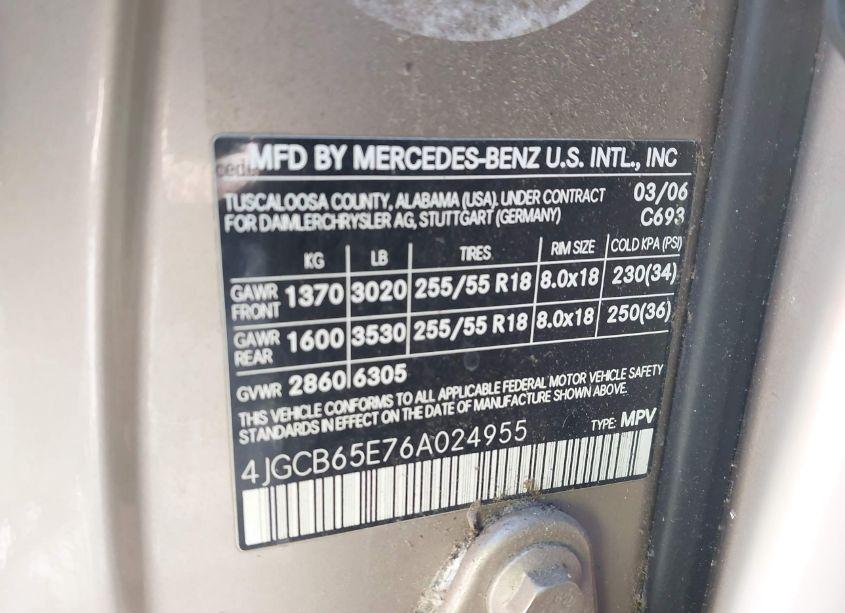 MFD BY MERCEDES-BENZ U.S. INTL., INC
TUSCALOOSA COUNTY, ALABAMA (USA). UNDER CONTRACT 03/06
FOR DAIMLERCHRYSLER AG, STUTTGART (GERMANY) C693
KG LB TIRES RIM SIZE COLD KPA (PSI)
GAWR FRONT 1370 3020 255/55 R18 8.0x18 230(34)
GAWR REAR 1600 3530 255/55 R18 8.0x18 250(36)
GVWR 2860 6305
THIS VEHICLE CONFORMS TO ALL APPLICABLE FEDERAL MOTOR VEHICLE SAFETY
STANDARDS IN EFFECT ON THE DATE OF MANUFACTURE SHOWN ABOVE.
TYPE: MPV
4JGCB65E76A024955